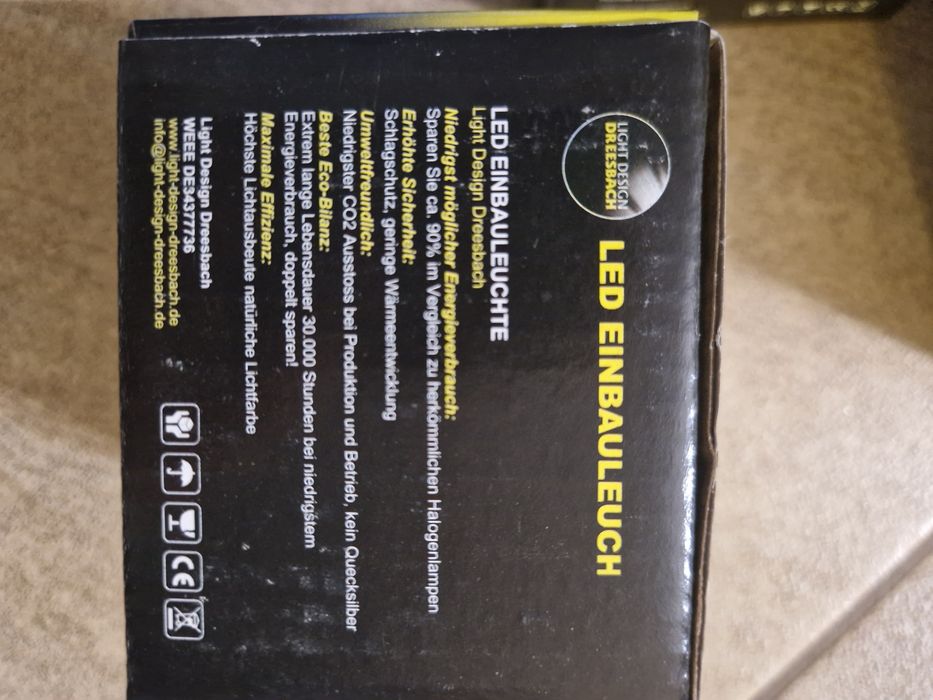 LIGHT DESIGN
DREESBACH
LED EINBAULEUCH
LED EINBAULEUCHTE
Light Design Dreesbach
Niedrigst möglicher Energieverbrauch:
Sparen Sie ca. 90% im Vergleich zu herkömmlichen Halogenlampen
Erhöhte Sicherheit:
Schlagschutz, geringe Wärmeentwicklung
Umweltfreundlich:
Niedrigster CO2 Ausstoss bei Produktion und Betrieb, kein Quecksilber
Beste Eco-Bilanz:
Extrem lange Lebensdauer 30.000 Stunden bei niedrigstem
Energieverbrauch, doppelt sparen!
Maximale Effizienz:
Höchste Lichtausbeute natürliche Lichtfarbe
Light Design Dreesbach
WEEE DE34377736
www.light-design-dreesbach.de
info@light-design-dreesbach.de
CE